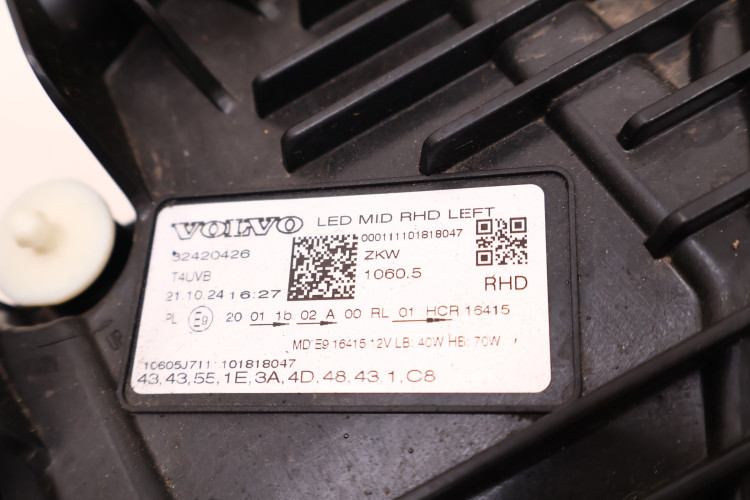 VOLVO LED MID RHD LEFT
32420426
000111101818047
T4UVB
ZKW
21.10.24 16:27
1060.5
RHD
PL E9 20 01 1b 02 A 00 RL 01 HCR 16415
MD E9 16415 12V LB: 40W HB: 70W
10605J711 101818047
43,43,55,1E,3A,4D,48,43,1,C8